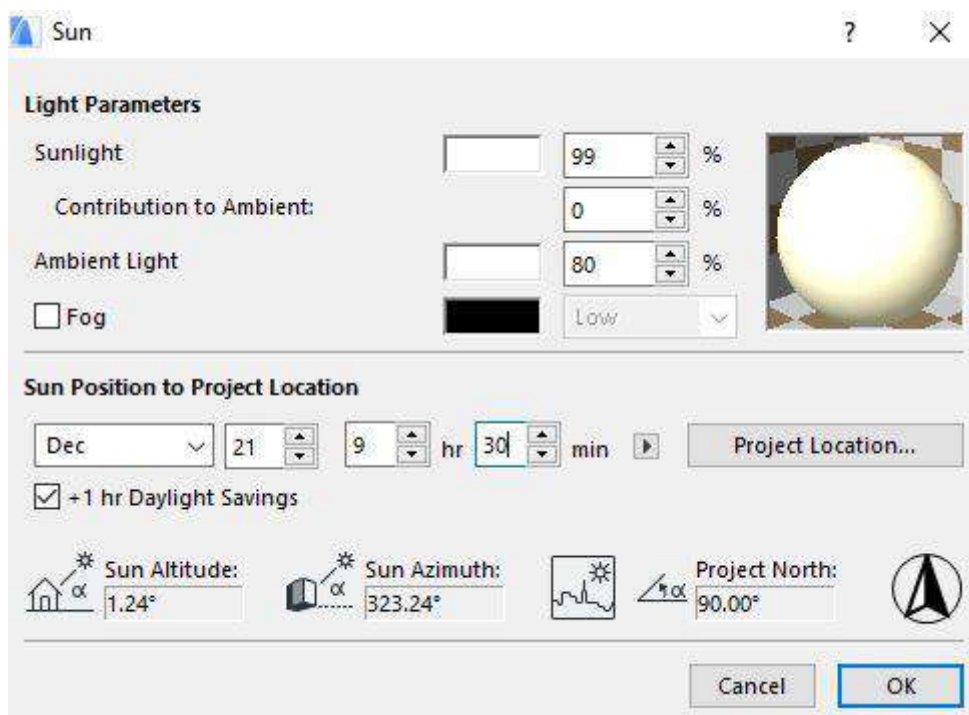 Sun
?
Light Parameters
Sunlight 99 %
Contribution to Ambient: 0 %
Ambient Light 80 %
Fog Low
Sun Position to Project Location
Dec 21 9 hr 30 min Project Location...
+1 hr Daylight Savings
Sun Altitude: Sun Azimuth: Project North:
α 1.24° α 323.24° α 90.00°
Cancel OK